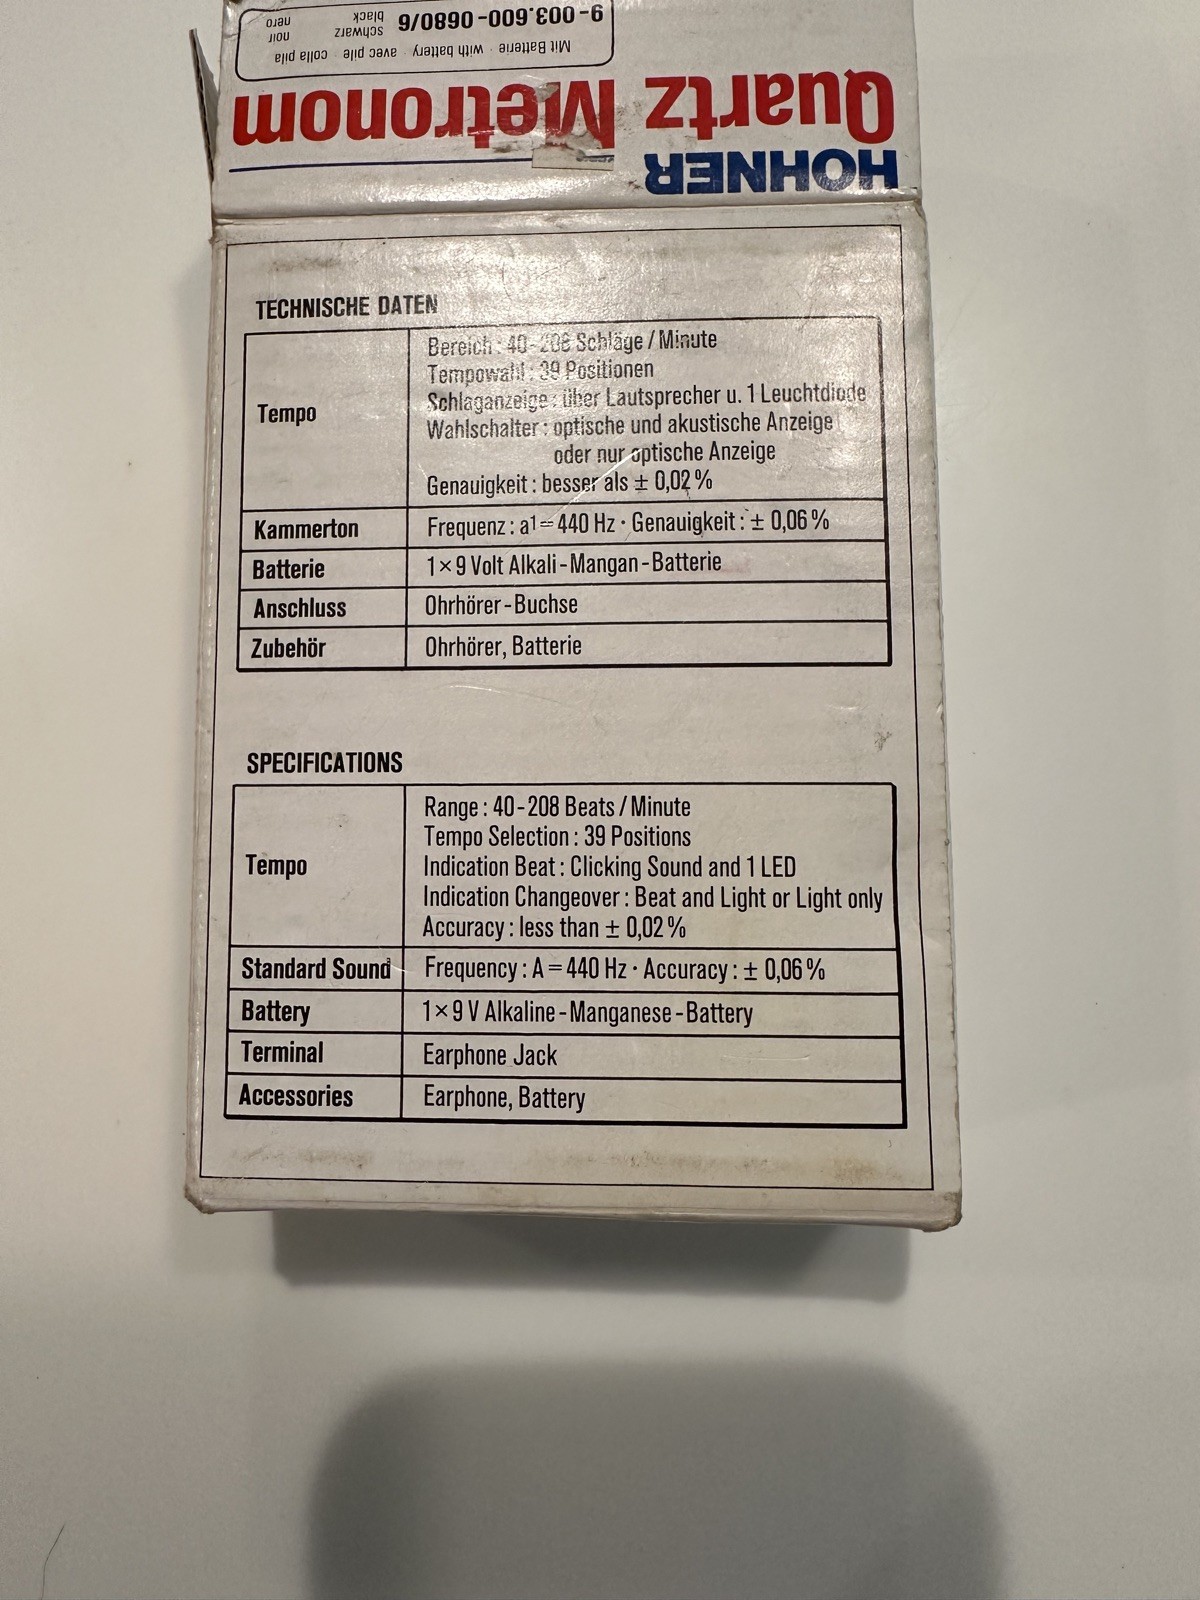 HOHNER
Quartz Metronom
Mit Batterie · with battery · avec pile · colla pila
9-003.600-0680/6 schwarz noir
black nero
TECHNISCHE DATEN
Tempo
Bereich : 40-208 Schläge / Minute
Tempowahl : 39 Positionen
Schlaganzeige : über Lautsprecher u. 1 Leuchtdiode
Wahlschalter : optische und akustische Anzeige
oder nur optische Anzeige
Genauigkeit : besser als ± 0,02 %
Kammerton Frequenz : a1 = 440 Hz · Genauigkeit : ± 0,06 %
Batterie 1 × 9 Volt Alkali-Mangan-Batterie
Anschluss Ohrhörer-Buchse
Zubehör Ohrhörer, Batterie
SPECIFICATIONS
Tempo
Range : 40-208 Beats / Minute
Tempo Selection : 39 Positions
Indication Beat : Clicking Sound and 1 LED
Indication Changeover : Beat and Light or Light only
Accuracy : less than ± 0,02 %
Standard Sound Frequency : A = 440 Hz · Accuracy : ± 0,06 %
Battery 1 × 9 V Alkaline-Manganese-Battery
Terminal Earphone Jack
Accessories Earphone, Battery